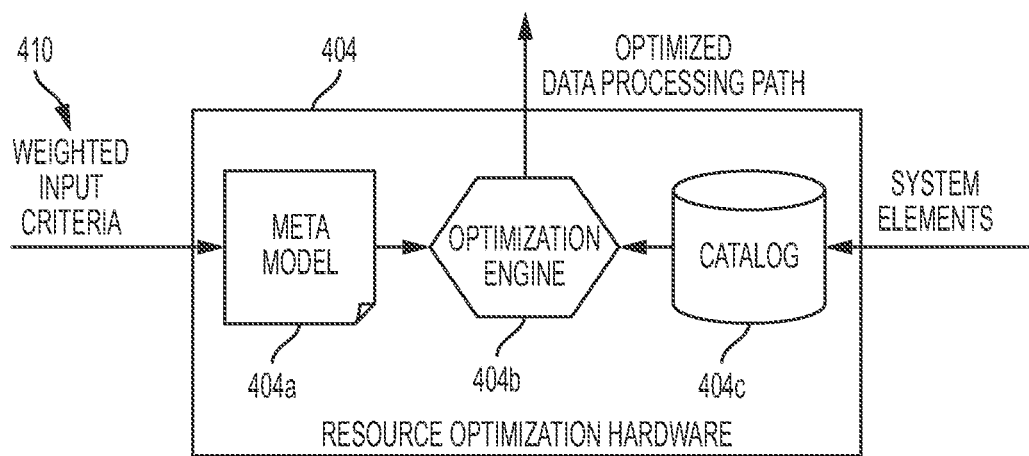 410
404
OPTIMIZED
DATA PROCESSING PATH
WEIGHTED
INPUT
CRITERIA
META
MODEL
OPTIMIZATION
ENGINE
CATALOG
SYSTEM
ELEMENTS
404a
404b
404c
RESOURCE OPTIMIZATION HARDWARE